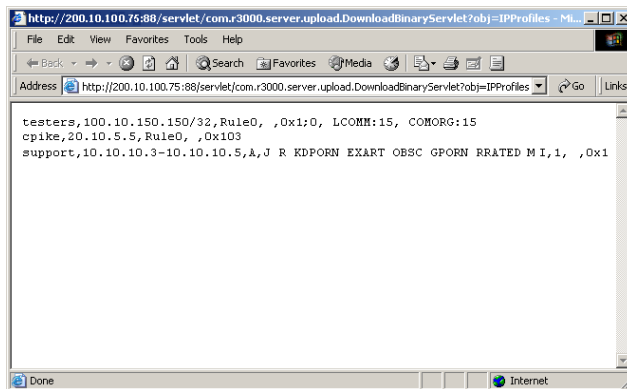 http://200.10.100.75:88/servlet/com.r3000.server.upload.DownloadBinaryServlet?obj=IPProfiles - Mi...
File Edit View Favorites Tools Help
Back Search Favorites Media
Address http://200.10.100.75:88/servlet/com.r3000.server.upload.DownloadBinaryServlet?obj=IPProfiles Go Links
testers,100.10.150.150/32,Rule0, ,0x1;0, LCOMM:15, COMORG:15
cpike,20.10.5.5,Rule0, ,0x103
support,10.10.10.3-10.10.10.5,A,J R KDPORN EXART OBSC GPORN RRATED M I,1, ,0x1
Done Internet